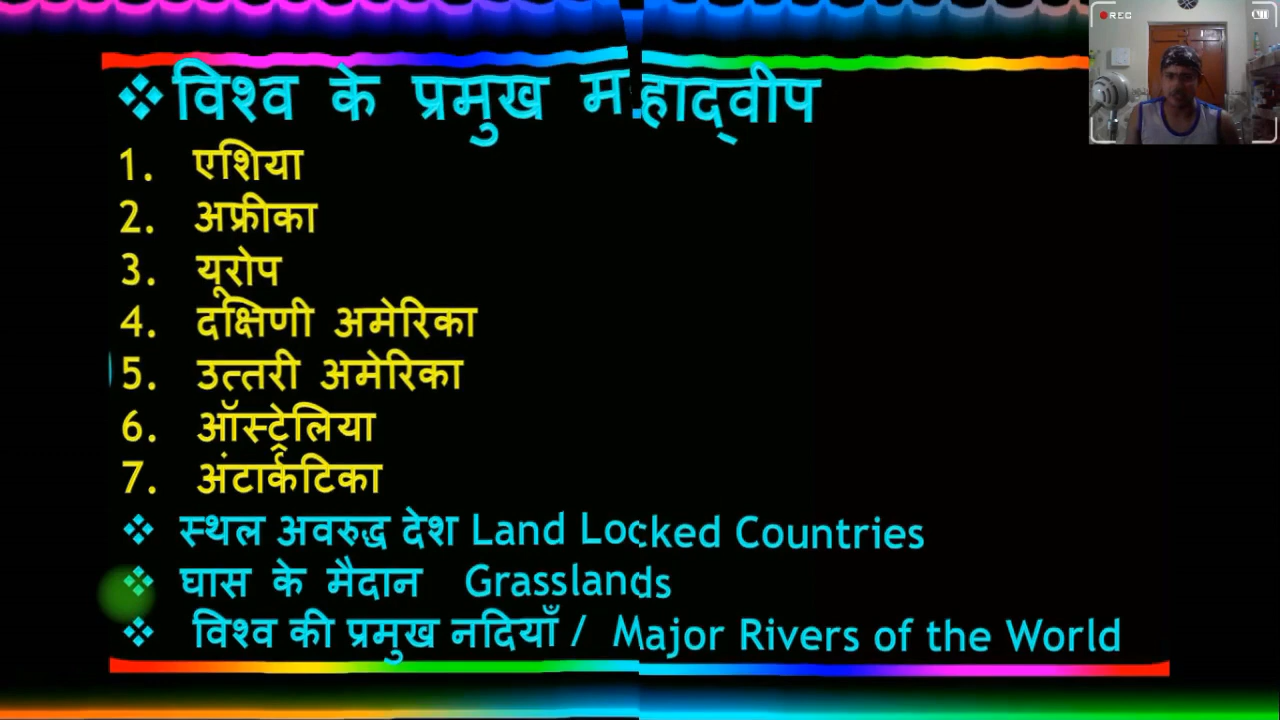 ❖विश्व के प्रमुख महाद्वीप
1. एशिया
2. अफ्रीका
3. यूरोप
4. दक्षिणी अमेरिका
5. उत्तरी अमेरिका
6. ऑस्ट्रेलिया
7. अंटार्कटिका
❖ स्थल अवरुद्ध देश Land Locked Countries
❖ घास के मैदान Grasslands
❖ विश्व की प्रमुख नदियाँ / Major Rivers of the World
REC